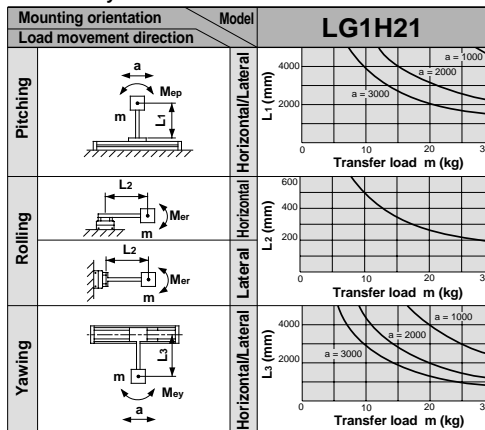 Mounting orientation Model
Load movement direction
LG1H21
Pitching
a
Mep
m
L1
Horizontal/Lateral
L1 (mm)
4000
2000
a = 1000
a = 2000
a = 3000
0 10 20
Transfer load m (kg)
Rolling
L2
Mer
m
Horizontal
L2
Mer
m
Lateral
L2 (mm)
600
400
200
0 10 20
Transfer load m (kg)
Yawing
L3
m
Mey
a
Horizontal/Lateral
L3 (mm)
4000
2000
a = 1000
a = 2000
a = 3000
0 10 20
Transfer load m (kg)